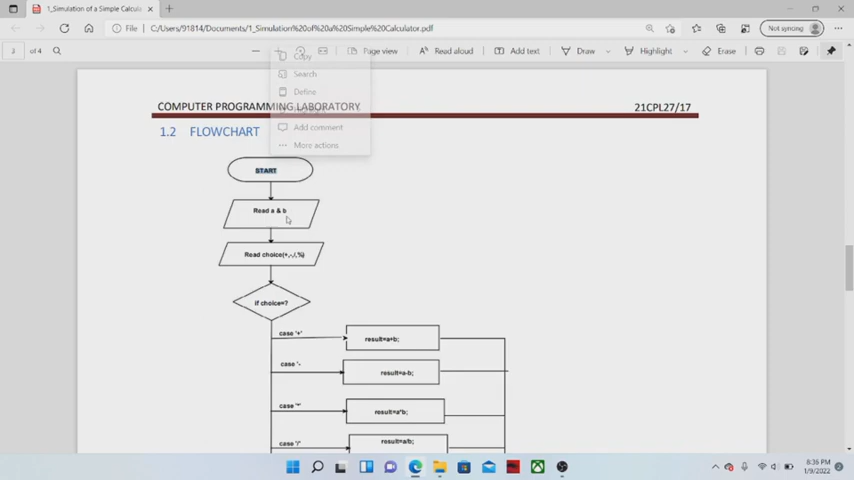 1_Simulation of a Simple Calculat
File
C:/Users/91814/Documents/1_Simulation%20of%20a%20Simple%20Calculator.pdf
Not syncing
3 of 4
Page view
Read aloud
Add text
Draw
Highlight
Erase
Copy
Search
Define
Add comment
More actions
COMPUTER PROGRAMMING LABORATORY
21CPL27/17
1.2 FLOWCHART
START
Read a & b
Read choice(+,-,/,%)
if choice=?
case '+'
result=a+b;
case '-
result=a-b;
case '*'
result=a*b;
case '/'
result=a/b;
8:36 PM
1/9/2022